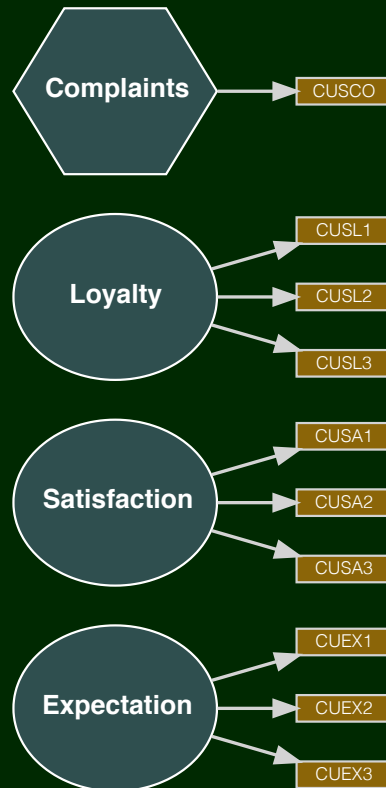 Complaints
CUSCO
Loyalty
CUSL1
CUSL2
CUSL3
Satisfaction
CUSA1
CUSA2
CUSA3
Expectation
CUEX1
CUEX2
CUEX3